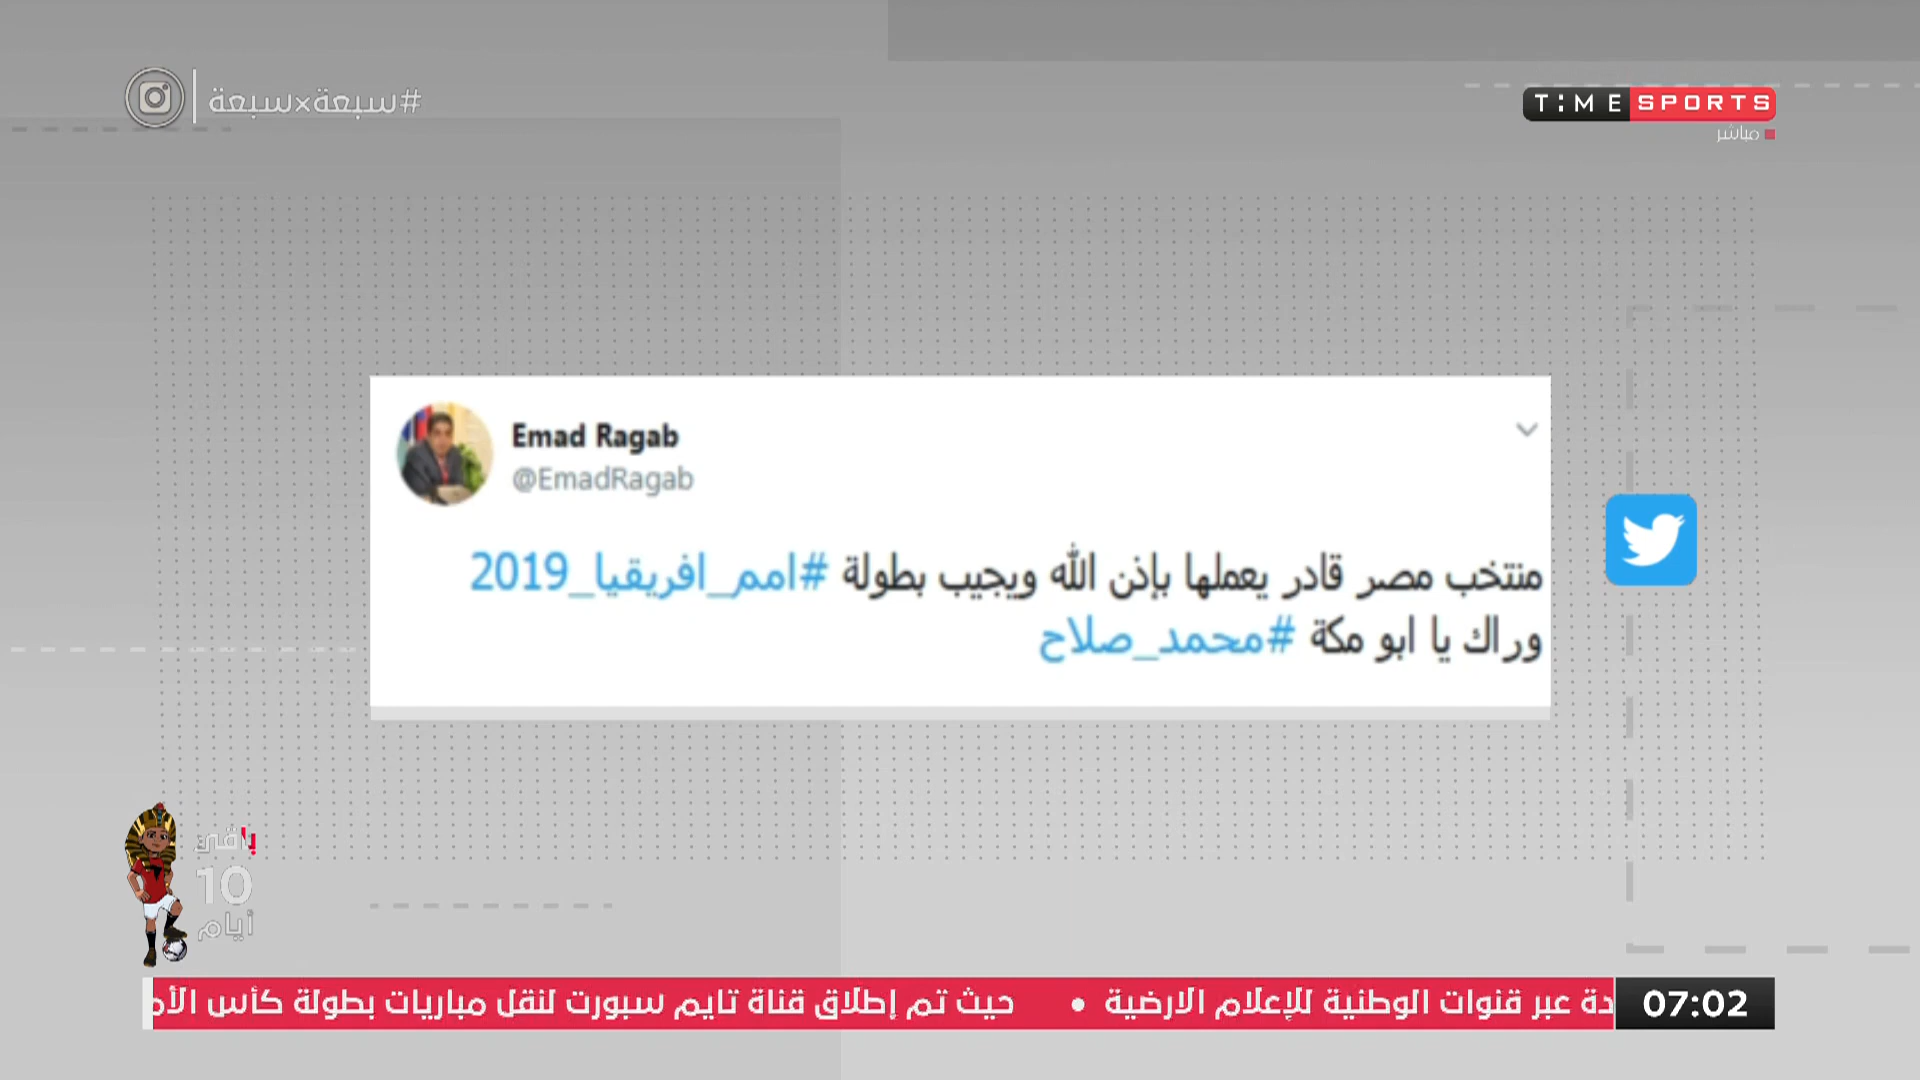 #سبعة×سبعة
T:ME SPORTS
مباشر
Emad Ragab
@EmadRagab
منتخب مصر قادر يعملها بإذن الله ويجيب بطولة #امم_افريقيا_2019
وراك يا ابو مكة #محمد_صلاح
باقي
10
أيام
دة عبر قنوات الوطنية للإعلام الارضية • حيث تم إطلاق قناة تايم سبورت لنقل مباريات بطولة كأس الأم
07:02